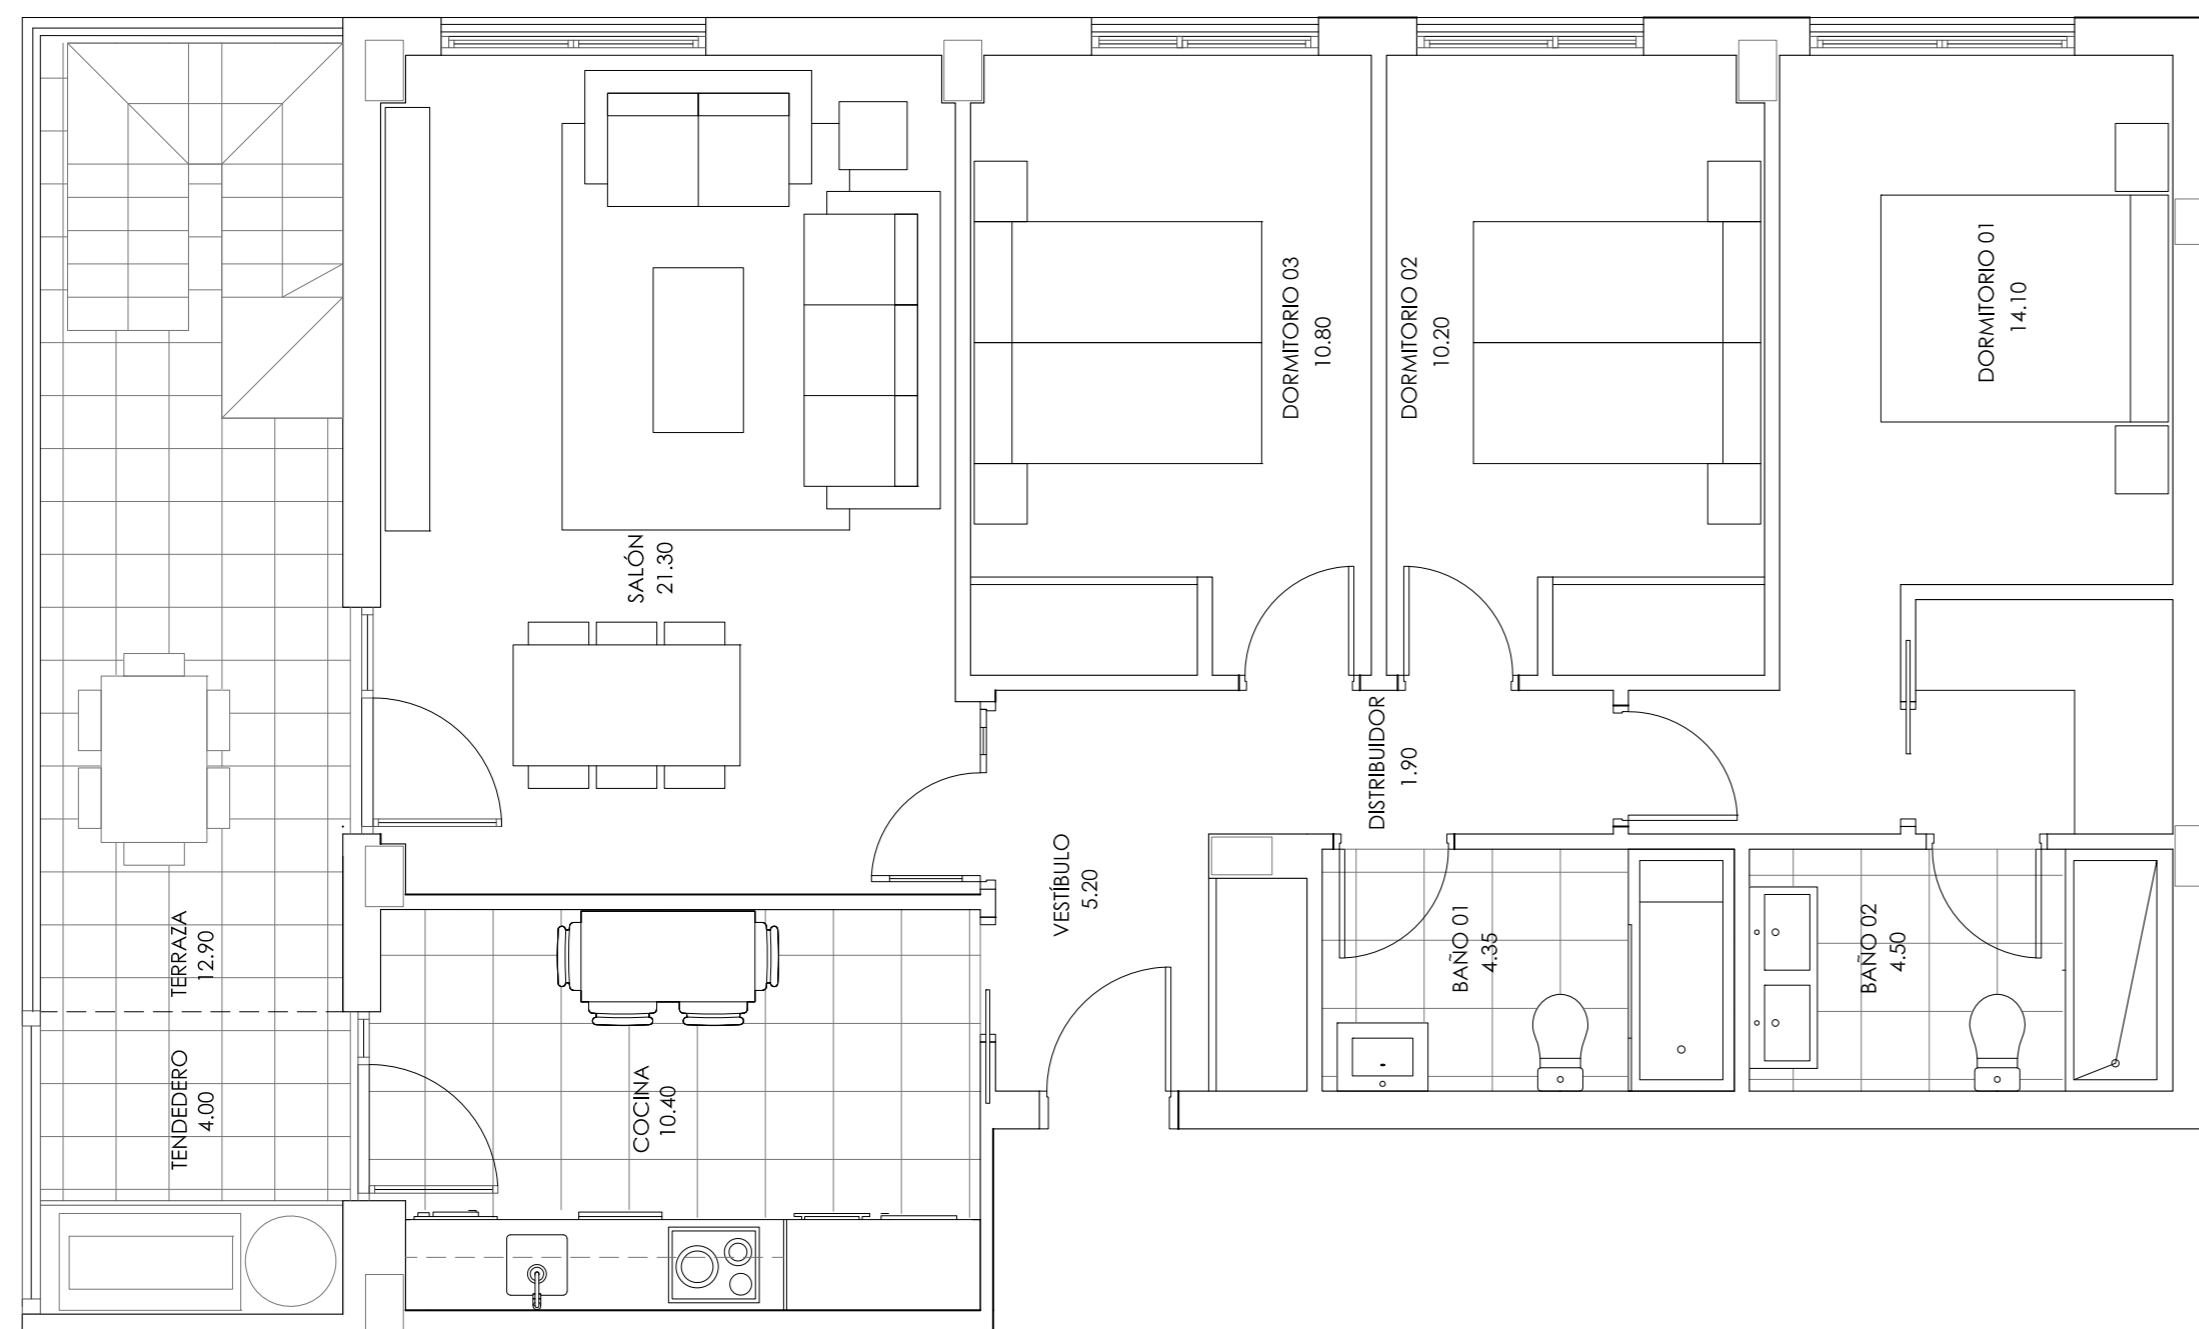 SALÓN
21.30
DORMITORIO 03
10.80
DORMITORIO 02
10.20
DORMITORIO 01
14.10
DISTRIBUIDOR
1.90
VESTÍBULO
5.20
TERRAZA
12.90
TENDEDERO
4.00
COCINA
10.40
BAÑO 01
4.35
BAÑO 02
4.50